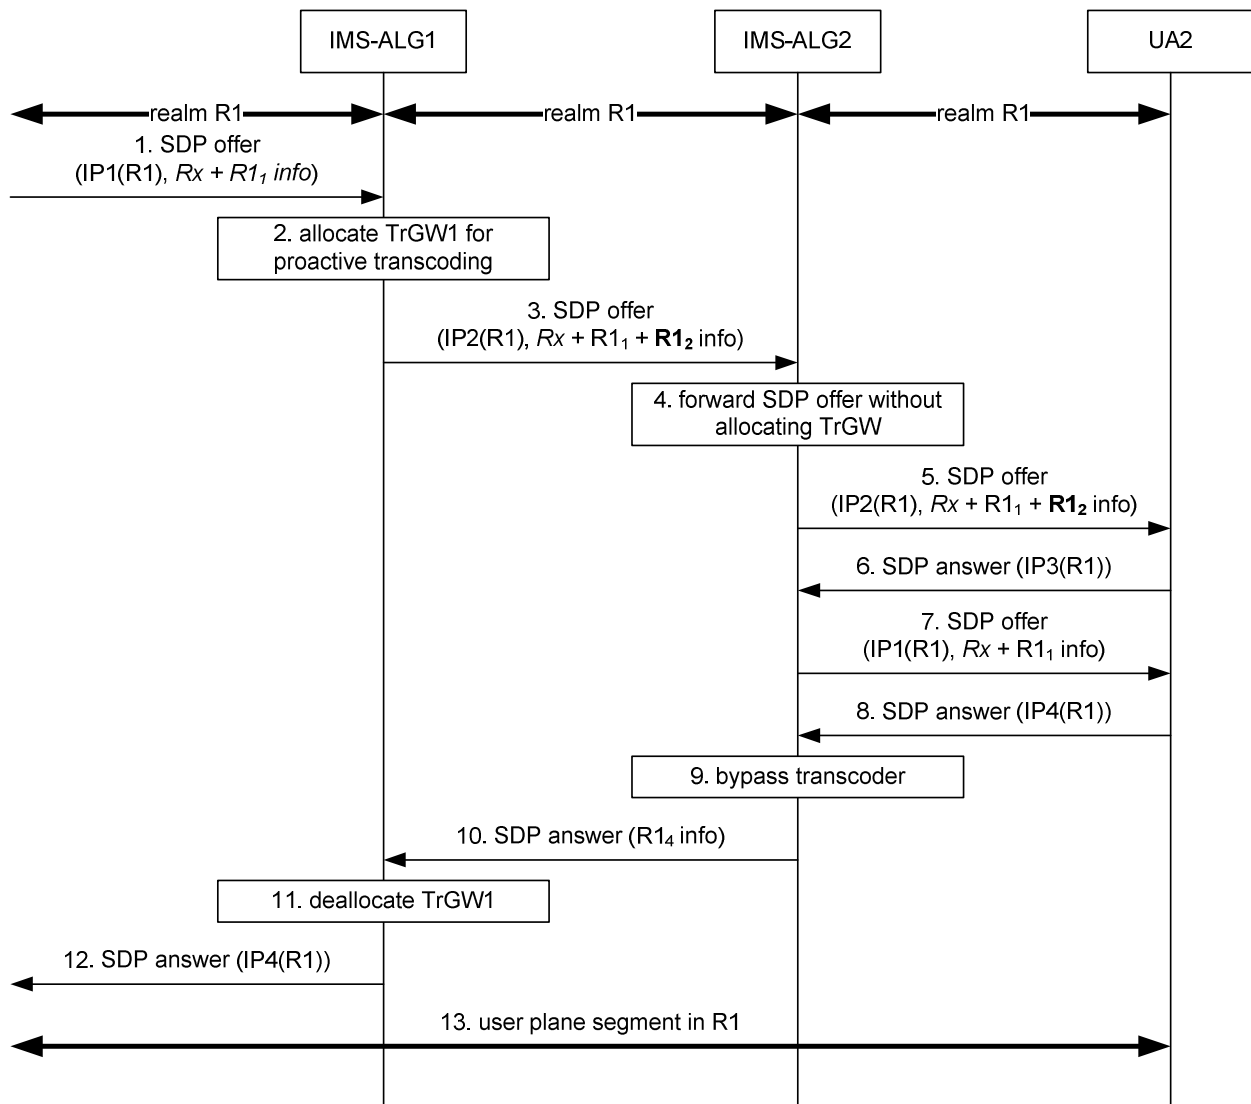 IMS-ALG1
IMS-ALG2
UA2
realm R1
realm R1
realm R1
1. SDP offer
(IP1(R1), Rx + R1₁ info)
2. allocate TrGW1 for
proactive transcoding
3. SDP offer
(IP2(R1), Rx + R1₁ + R1₂ info)
4. forward SDP offer without
allocating TrGW
5. SDP offer
(IP2(R1), Rx + R1₁ + R1₂ info)
6. SDP answer (IP3(R1))
7. SDP offer
(IP1(R1), Rx + R1₁ info)
8. SDP answer (IP4(R1))
9. bypass transcoder
10. SDP answer (R1₄ info)
11. deallocate TrGW1
12. SDP answer (IP4(R1))
13. user plane segment in R1